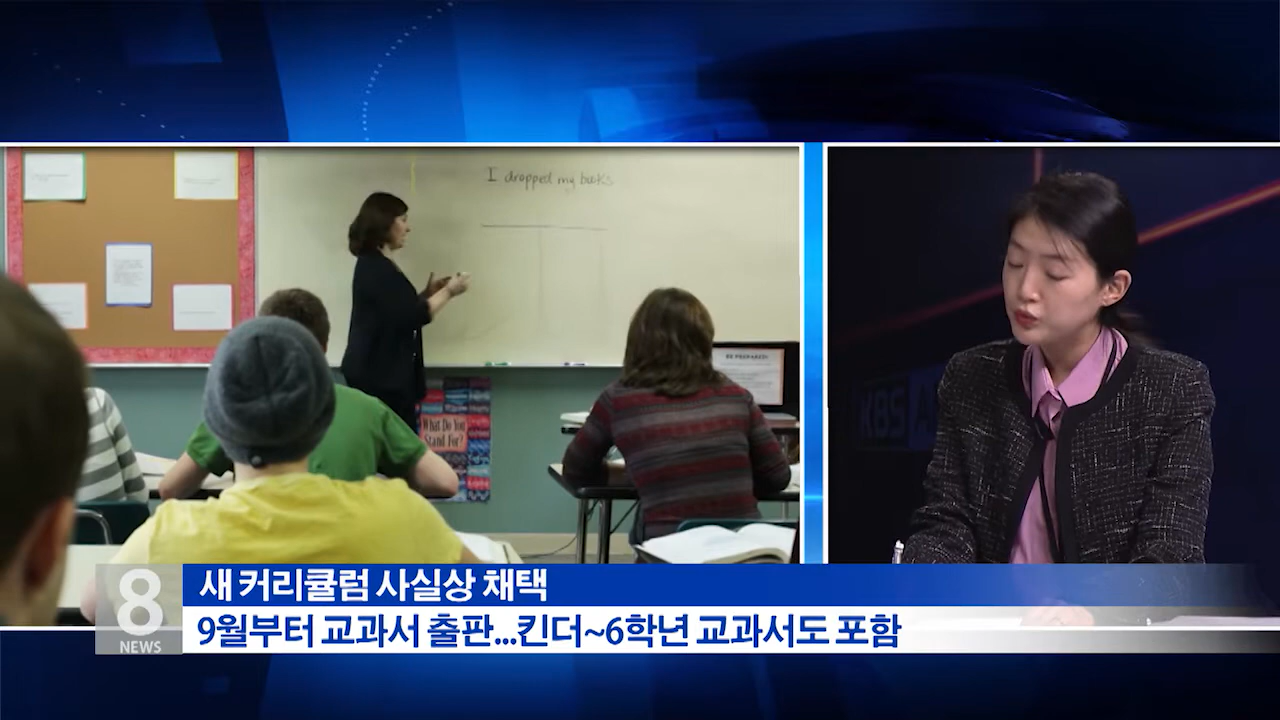 I dropped my books
BE PREPARED!
What Do You
Stand For?
KBS A
8
NEWS
새 커리큘럼 사실상 채택
9월부터 교과서 출판...킨더~6학년 교과서도 포함